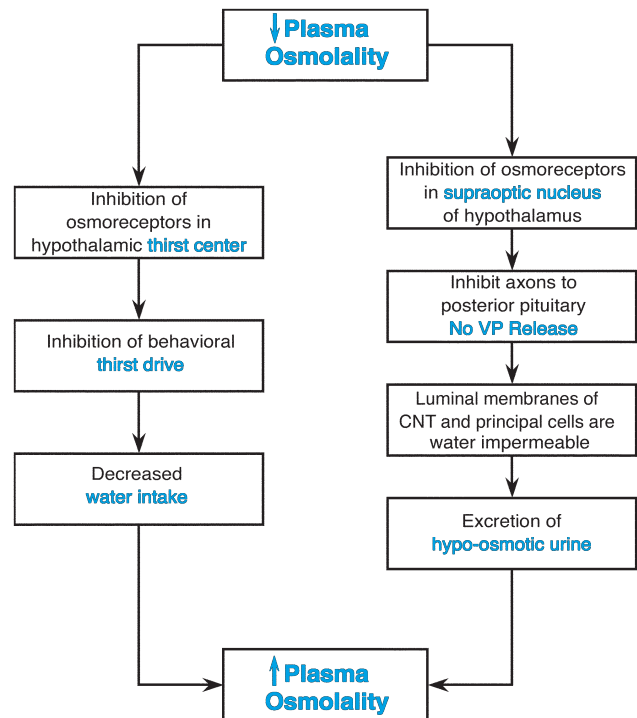 ↓ Plasma
Osmolality
Inhibition of
osmoreceptors in
hypothalamic thirst center
Inhibition of behavioral
thirst drive
Decreased
water intake
Inhibition of osmoreceptors
in supraoptic nucleus
of hypothalamus
Inhibit axons to
posterior pituitary
No VP Release
Luminal membranes of
CNT and principal cells are
water impermeable
Excretion of
hypo-osmotic urine
↑ Plasma
Osmolality